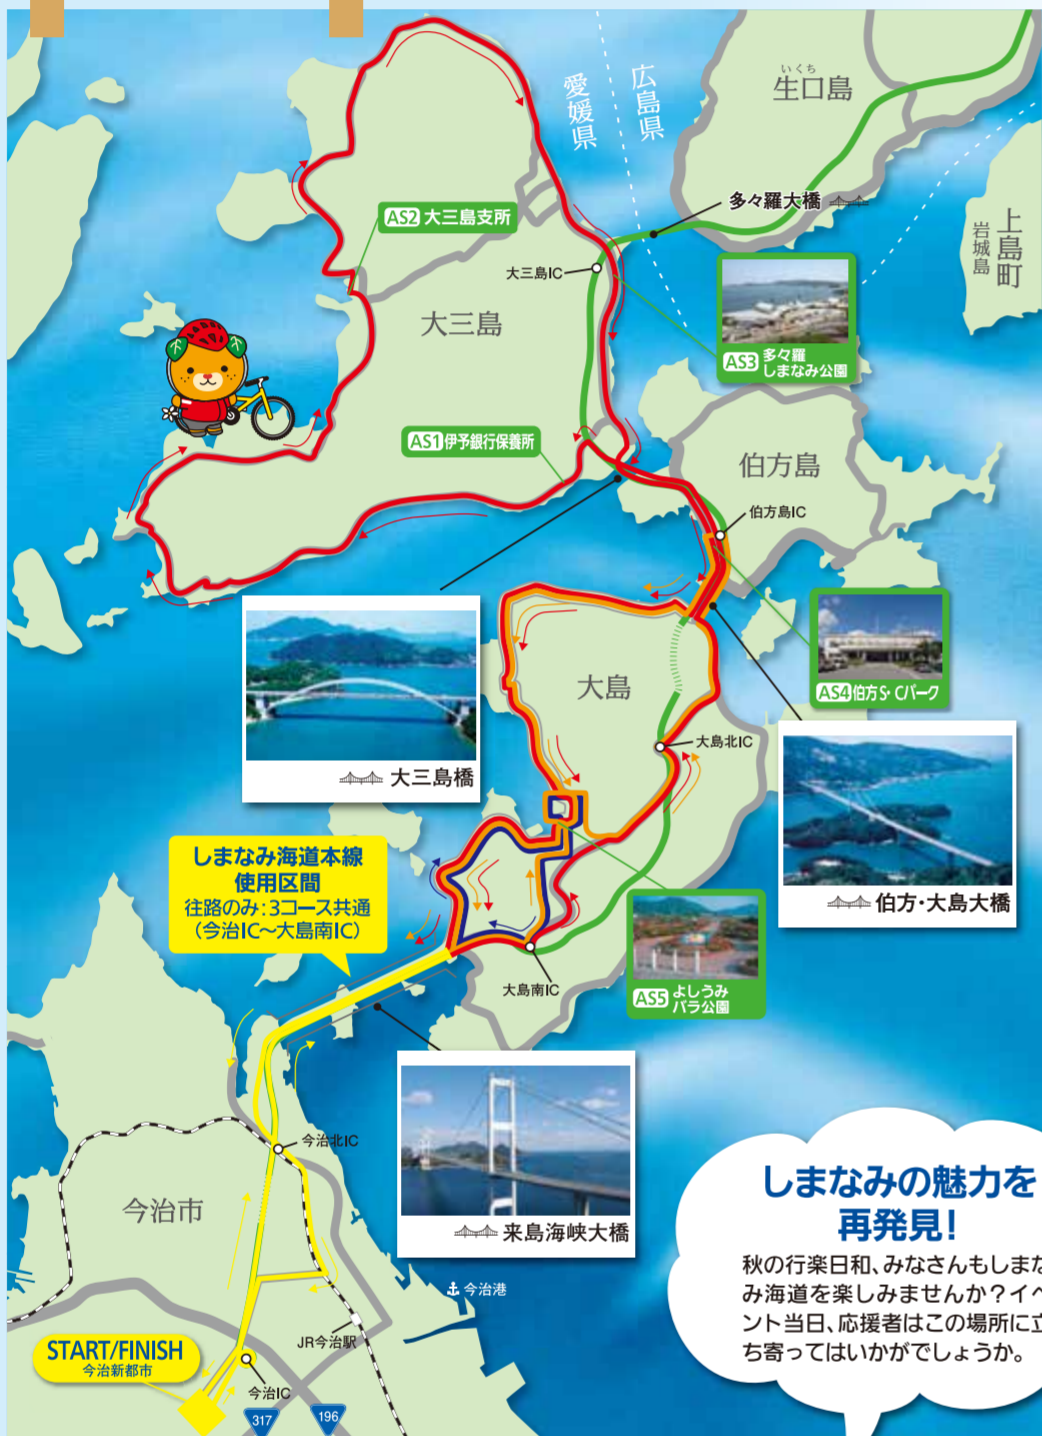 愛媛県
広島県
いくち
生口島
多々羅大橋
上島町
岩城島
AS2 大三島支所
大三島IC
大三島
AS3 多々羅
しまなみ公園
AS1 伊予銀行保養所
伯方島
伯方島IC
大島
AS4 伯方S・Cパーク
大島北IC
大三島橋
伯方・大島大橋
しまなみ海道本線
使用区間
往路のみ:3コース共通
(今治IC〜大島南IC)
大島南IC
AS5 よしうみ
バラ公園
今治北IC
今治市
来島海峡大橋
今治港
JR今治駅
START/FINISH
今治新都市
今治IC
317
196
しまなみの魅力を
再発見!
秋の行楽日和、みなさんもしまな
み海道を楽しみませんか?イベ
ント当日、応援者はこの場所に立
ち寄ってはいかがでしょうか。